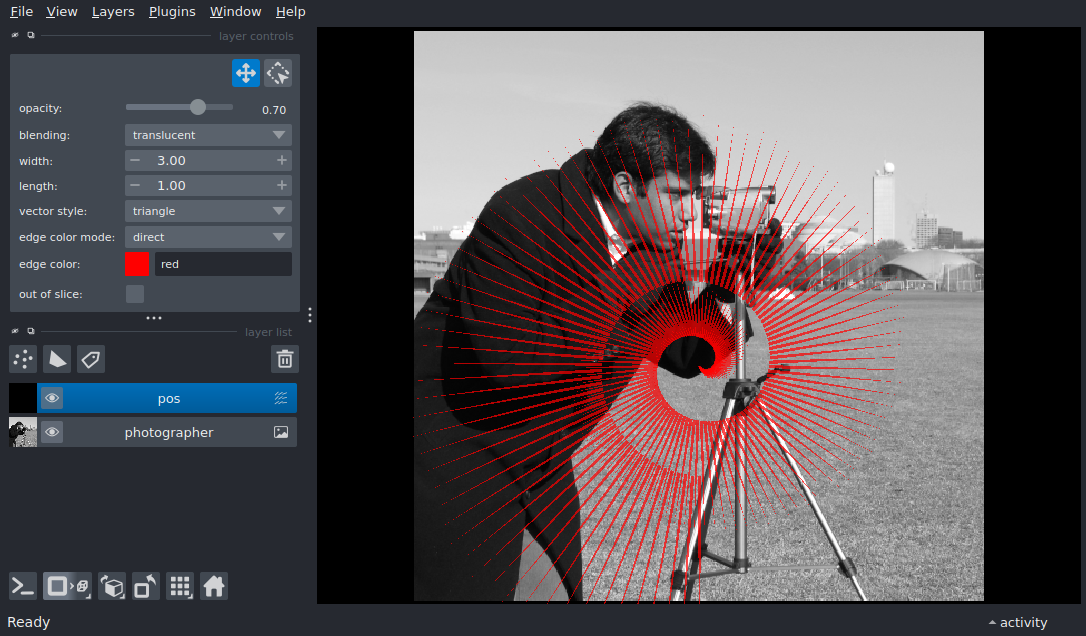 File View Layers Plugins Window Help
layer controls
opacity: 0.70
blending: translucent
width: − 3.00 +
length: − 1.00 +
vector style: triangle
edge color mode: direct
edge color: red
out of slice:
layer list
pos
photographer
Ready activity